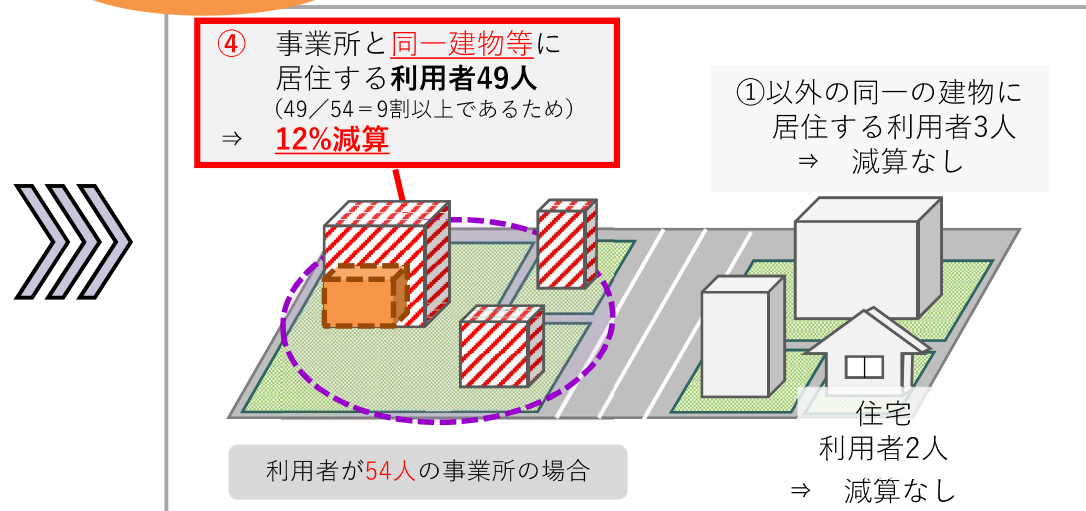 ④ 事業所と同一建物等に
居住する利用者49人
（49／54＝9割以上であるため）
⇒ 12%減算
①以外の同一の建物に
居住する利用者3人
⇒ 減算なし
住宅
利用者2人
⇒ 減算なし
利用者が54人の事業所の場合